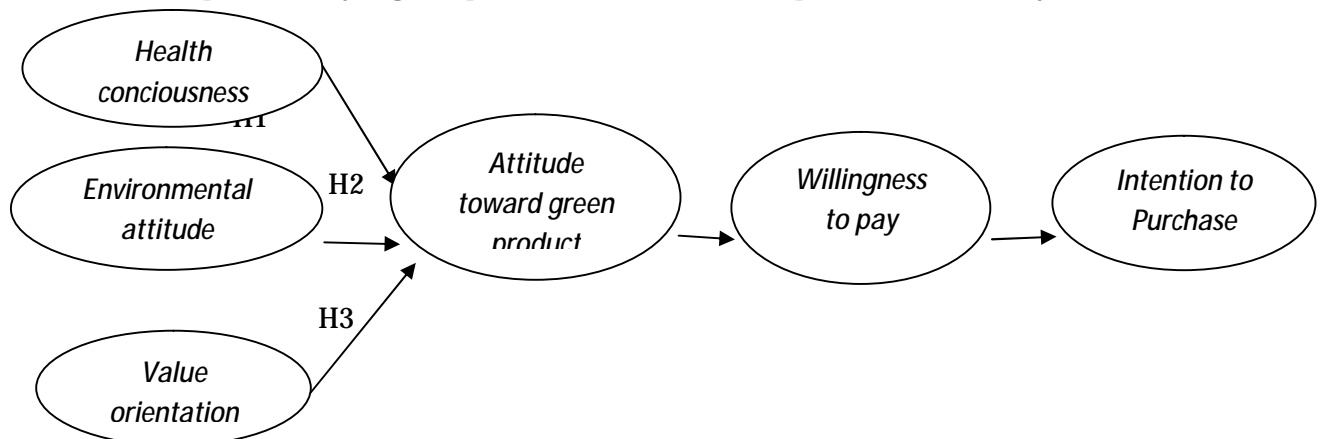 Health
conciousness
H1
Environmental
attitude
H2
Value
orientation
H3
Attitude
toward green
product
Willingness
to pay
Intention to
Purchase